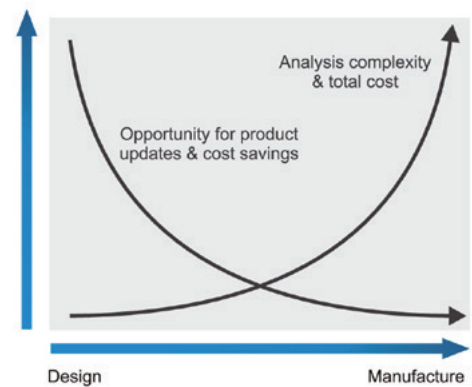 Analysis complexity
& total cost
Opportunity for product
updates & cost savings
Design
Manufacture